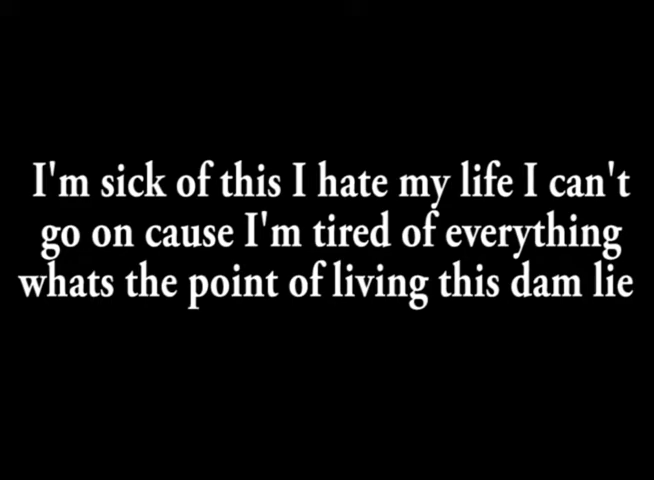 I'm sick of this I hate my life I can't
go on cause I'm tired of everything
whats the point of living this dam lie